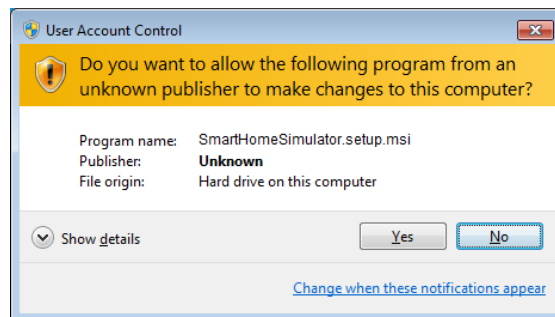 User Account Control
Do you want to allow the following program from an
unknown publisher to make changes to this computer?
Program name: SmartHomeSimulator.setup.msi
Publisher: Unknown
File origin: Hard drive on this computer
Show details Yes No
Change when these notifications appear